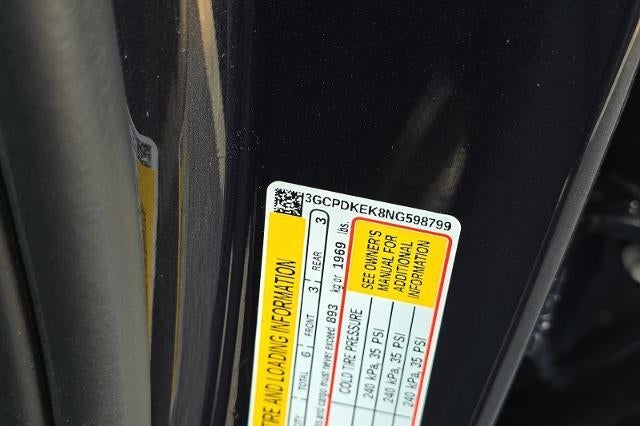 3GCPDKEK8NG598799
TIRE AND LOADING INFORMATION
TOTAL 6 FRONT 3 REAR 3
and cargo must never exceed 893 kg or 1969 lbs.
COLD TIRE PRESSURE
240 kPa, 35 PSI
240 kPa, 35 PSI
240 kPa, 35 PSI
SEE OWNER'S
MANUAL FOR
ADDITIONAL
INFORMATION